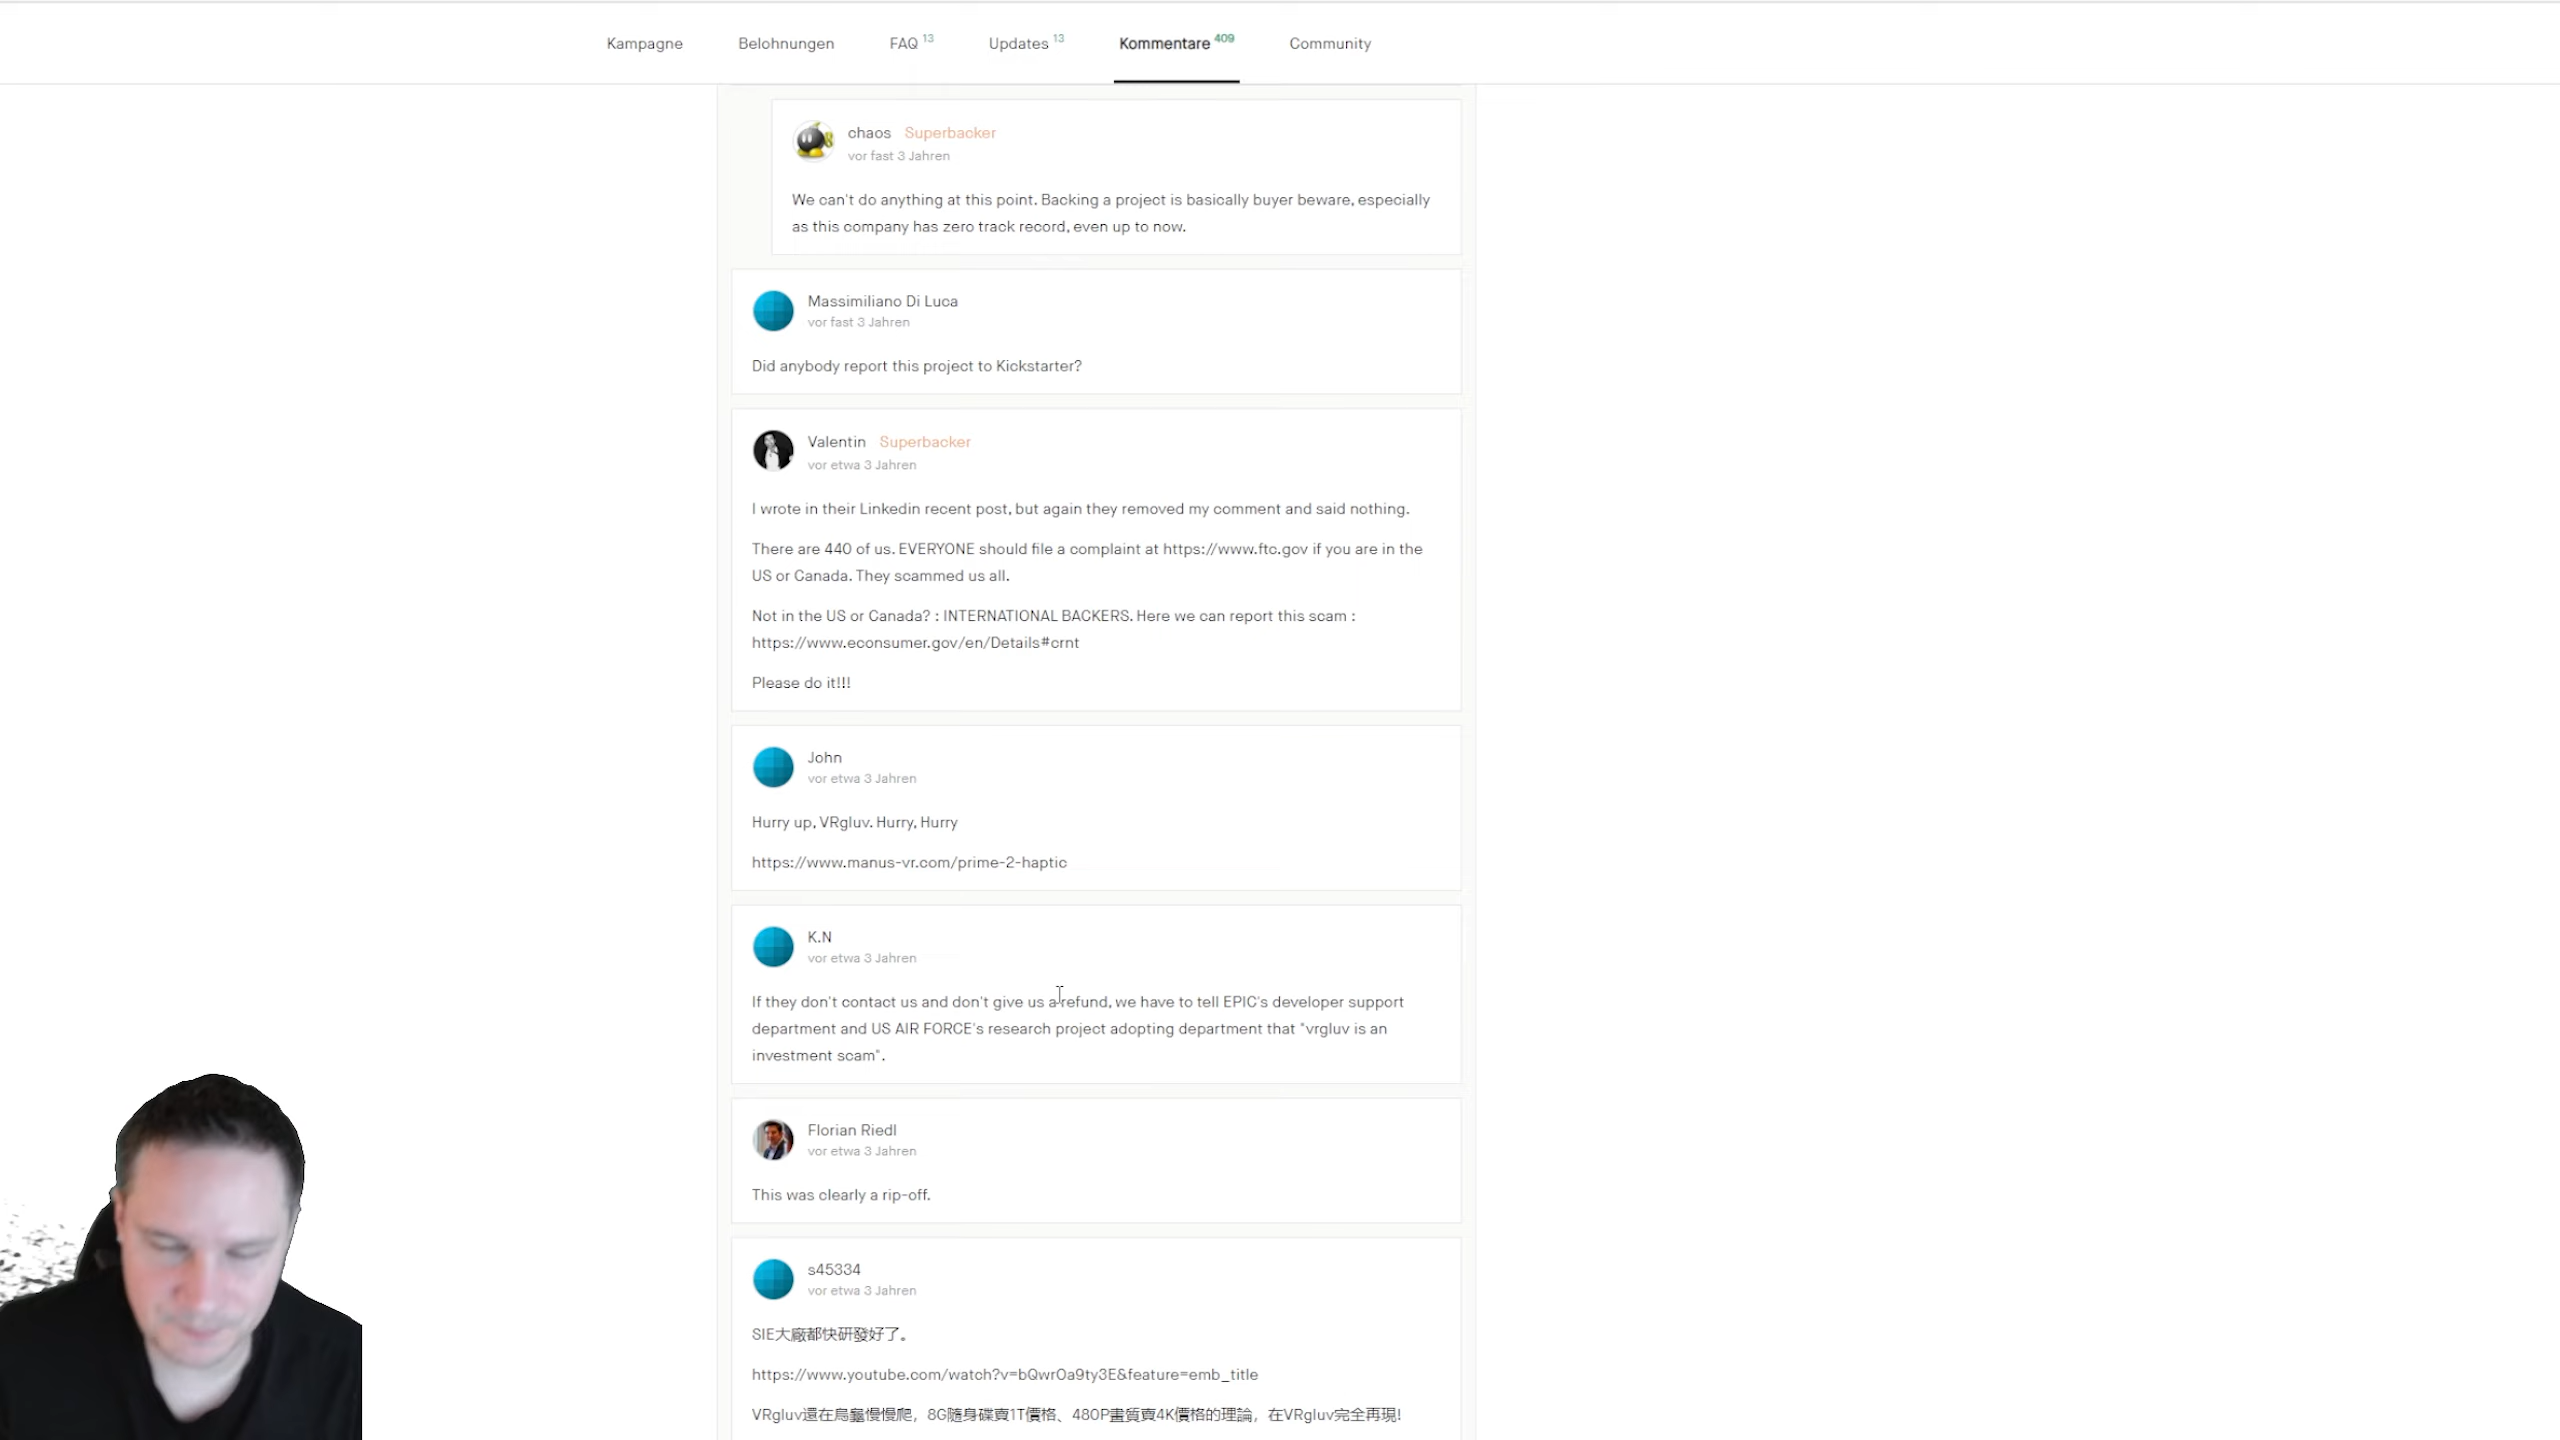 Kampagne Belohnungen FAQ 13 Updates 13 Kommentare 409 Community
chaos Superbacker
vor fast 3 Jahren
We can't do anything at this point. Backing a project is basically buyer beware, especially
as this company has zero track record, even up to now.
Massimiliano Di Luca
vor fast 3 Jahren
Did anybody report this project to Kickstarter?
Valentin Superbacker
vor etwa 3 Jahren
I wrote in their Linkedin recent post, but again they removed my comment and said nothing.
There are 440 of us. EVERYONE should file a complaint at https://www.ftc.gov if you are in the
US or Canada. They scammed us all.
Not in the US or Canada? : INTERNATIONAL BACKERS. Here we can report this scam :
https://www.econsumer.gov/en/Details#crnt
Please do it!!!
John
vor etwa 3 Jahren
Hurry up, VRgluv. Hurry, Hurry
https://www.manus-vr.com/prime-2-haptic
K.N
vor etwa 3 Jahren
If they don't contact us and don't give us a refund, we have to tell EPIC's developer support
department and US AIR FORCE's research project adopting department that "vrgluv is an
investment scam".
Florian Riedl
vor etwa 3 Jahren
This was clearly a rip-off.
s45334
vor etwa 3 Jahren
SIE大廠都快研發好了。
https://www.youtube.com/watch?v=bQwrOa9ty3E&feature=emb_title
VRgluv還在烏龜慢慢爬，8G隨身碟賣1T價格、480P畫質賣4K價格的理論，在VRgluv完全再現!